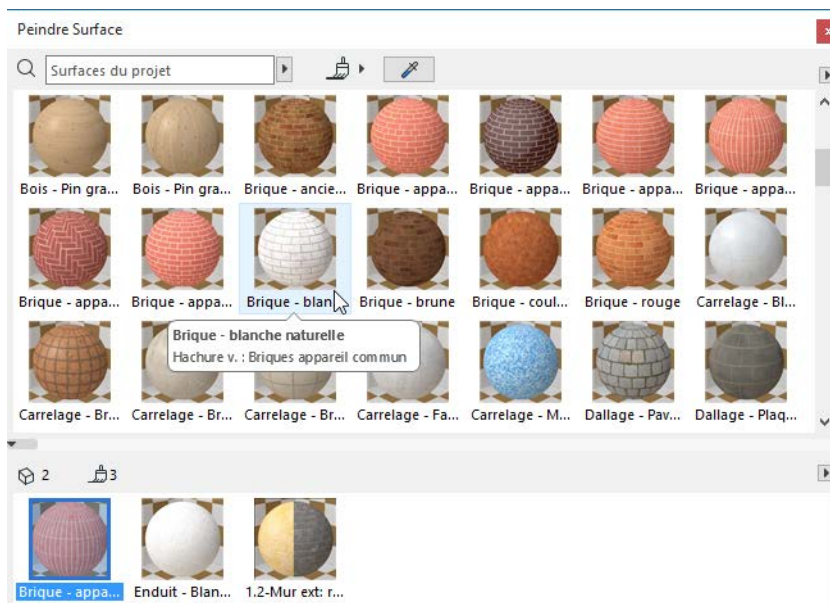 Peindre Surface
Surfaces du projet
Bois - Pin gra... Bois - Pin gra... Brique - ancie... Brique - appa... Brique - appa... Brique - appa... Brique - appa...
Brique - appa... Brique - appa... Brique - blan Brique - brune Brique - coul... Brique - rouge Carrelage - Bl...
Brique - blanche naturelle
Hachure v. : Briques appareil commun
Carrelage - Br... Carrelage - Br... Carrelage - Br... Carrelage - Fa... Carrelage - M... Dallage - Pav... Dallage - Plaq...
2 3
Brique - appa... Enduit - Blan... 1.2-Mur ext: r...